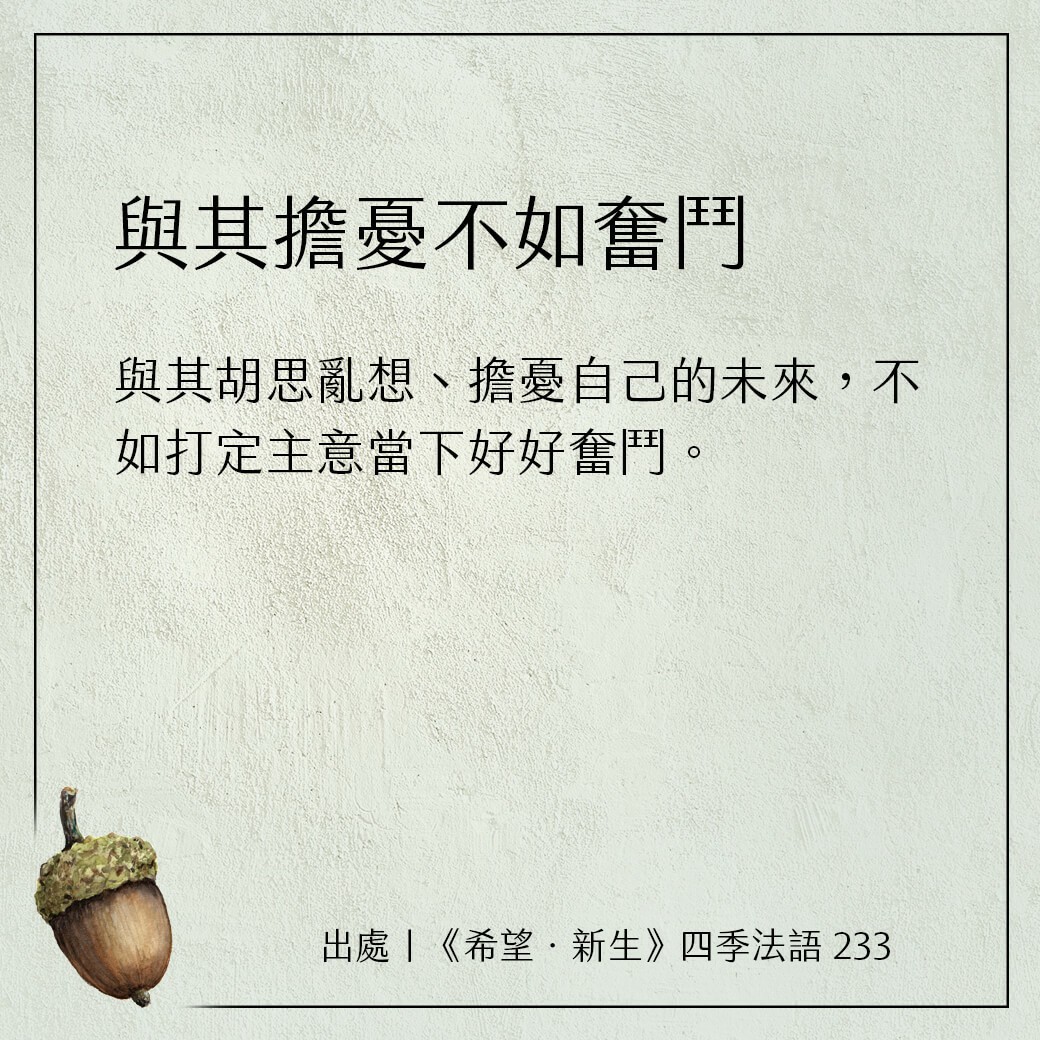 與其擔憂不如奮鬥
與其胡思亂想、擔憂自己的未來，不
如打定主意當下好好奮鬥。
出處｜《希望．新生》四季法語 233